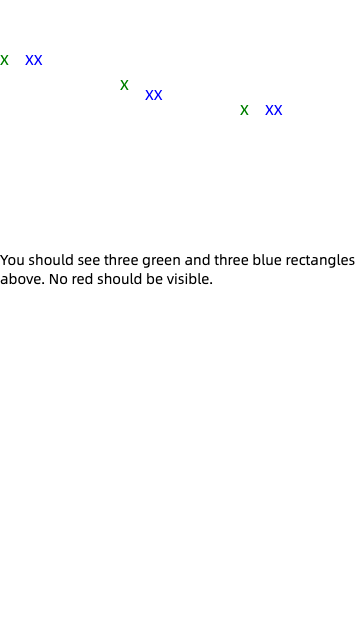 X XX
X
XX
X XX
You should see three green and three blue rectangles
above. No red should be visible.